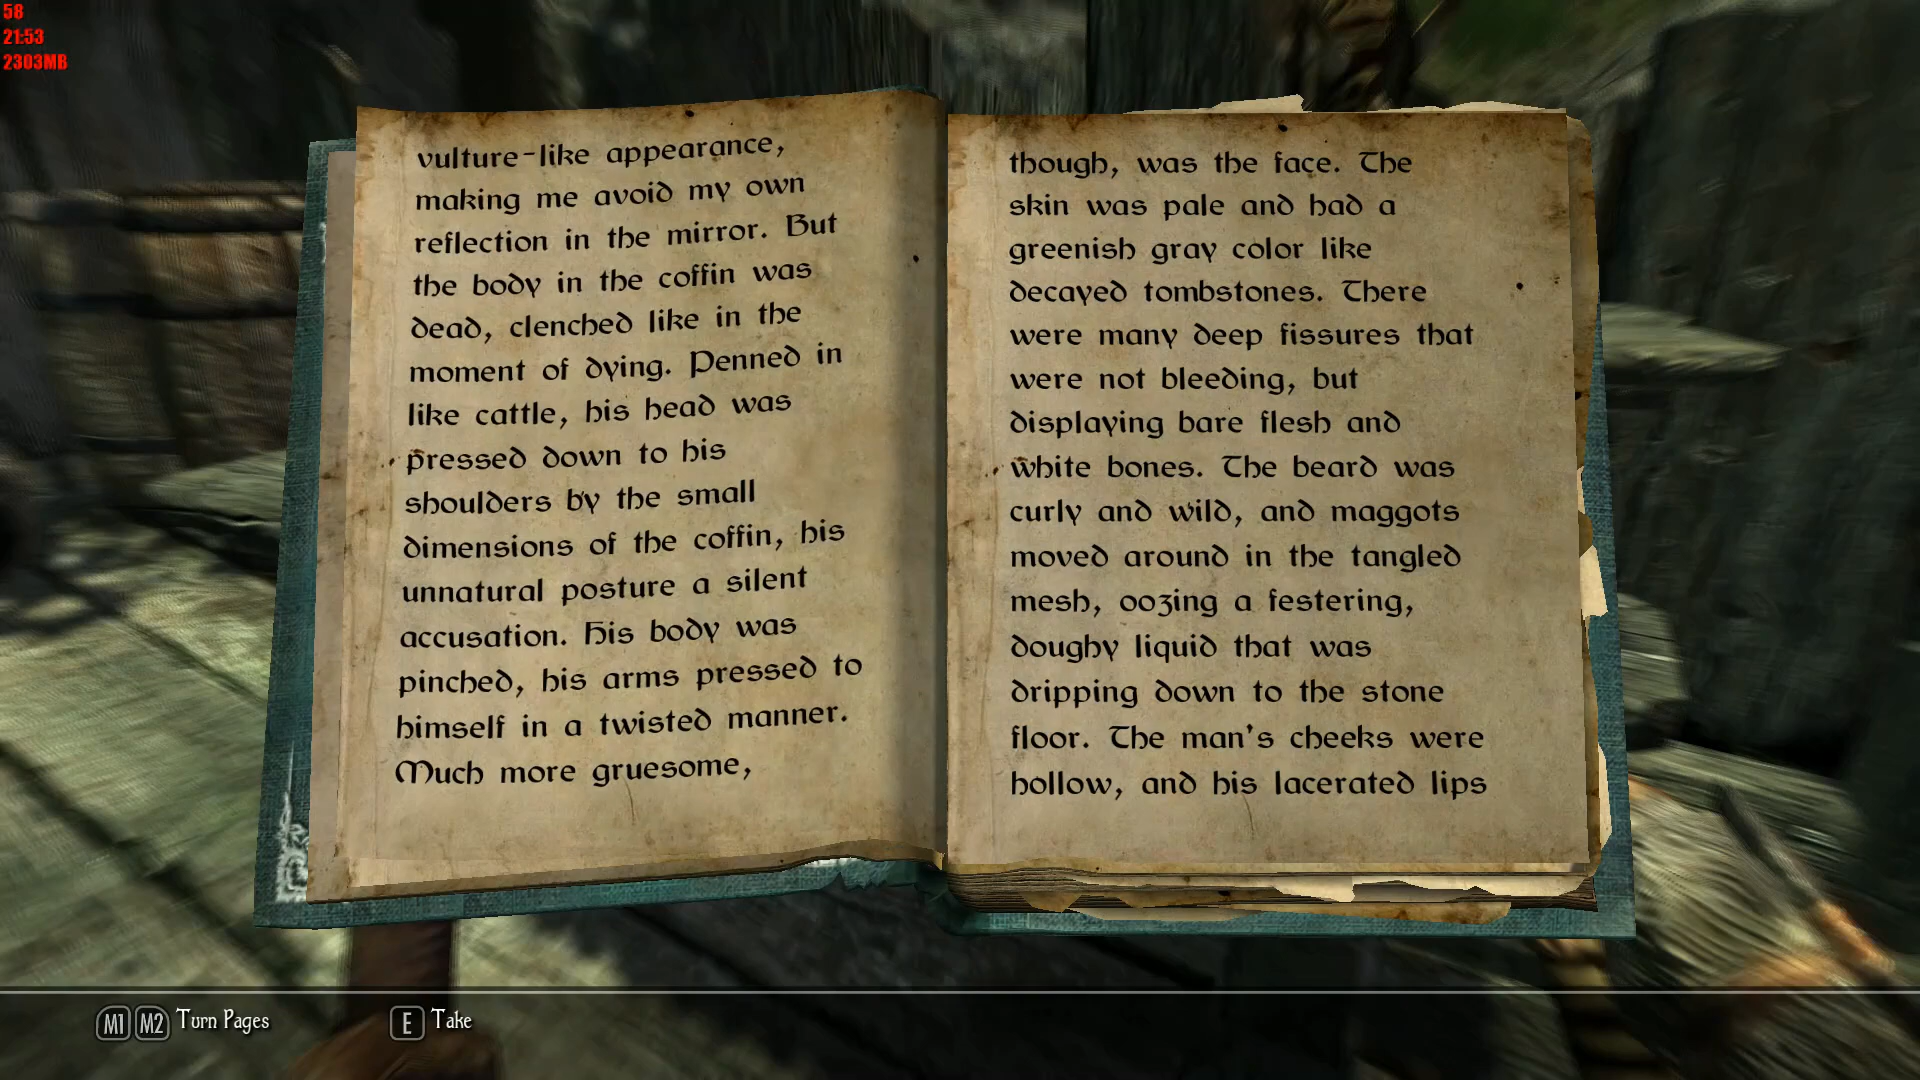 58
21:53
2303MB
vulture-like appearance,
making me avoid my own
reflection in the mirror. But
the body in the coffin was
dead, clenched like in the
moment of dying. Penned in
like cattle, his head was
pressed down to his
shoulders by the small
dimensions of the coffin, his
unnatural posture a silent
accusation. His body was
pinched, his arms pressed to
himself in a twisted manner.
Much more gruesome,
though, was the face. The
skin was pale and had a
greenish gray color like
decayed tombstones. There
were many deep fissures that
were not bleeding, but
displaying bare flesh and
white bones. The beard was
curly and wild, and maggots
moved around in the tangled
mesh, oozing a festering,
doughy liquid that was
dripping down to the stone
floor. The man's cheeks were
hollow, and his lacerated lips
M1 M2 Turn Pages
E Take